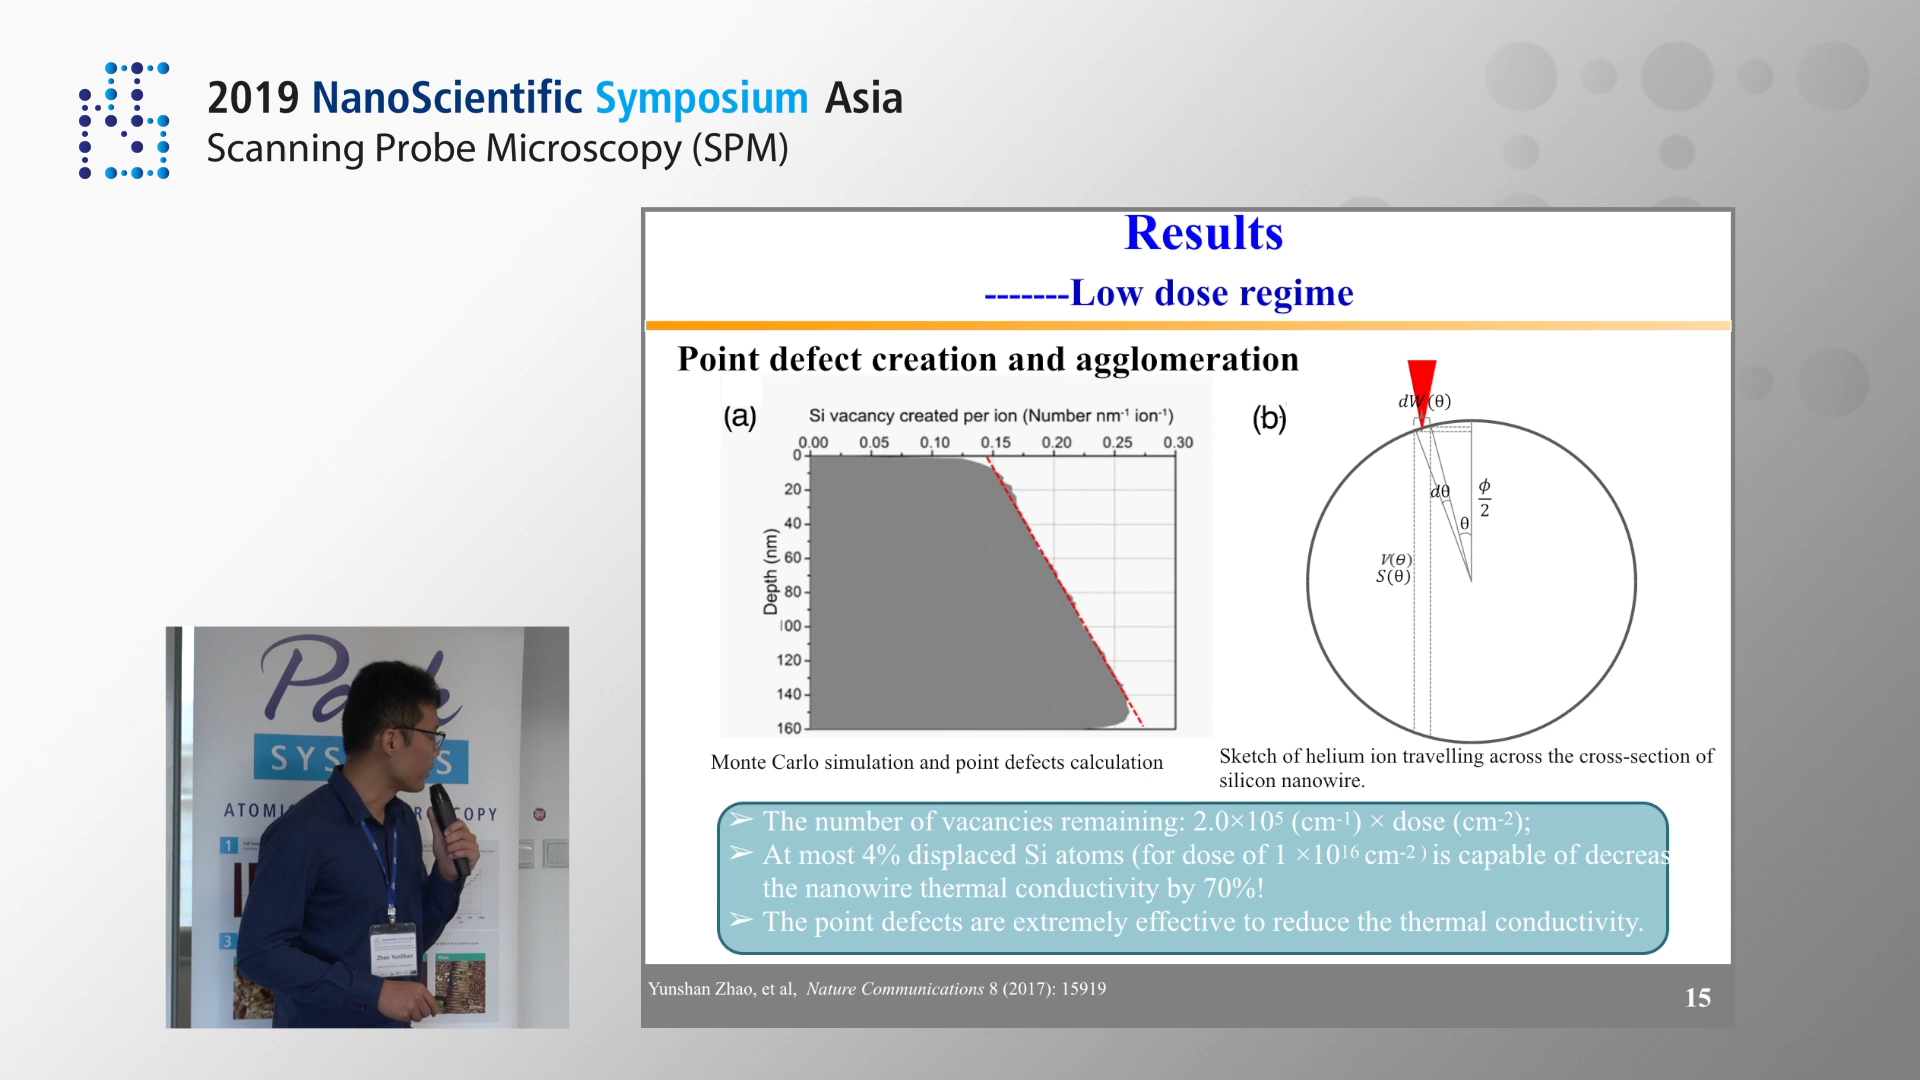 2019 NanoScientific Symposium Asia
Scanning Probe Microscopy (SPM)
Results
-------Low dose regime
Point defect creation and agglomeration
(a)
Si vacancy created per ion (Number nm-1 ion-1)
0.00 0.05 0.10 0.15 0.20 0.25 0.30
0
20
40
60
80
100
120
140
160
Depth (nm)
Monte Carlo simulation and point defects calculation
(b)
dW(θ)
dθ
ϕ
2
θ
V(θ)
S(θ)
Sketch of helium ion travelling across the cross-section of
silicon nanowire.
➢ The number of vacancies remaining: 2.0×10⁵ (cm-1) × dose (cm-2);
➢ At most 4% displaced Si atoms (for dose of 1 ×10¹⁶ cm-2 ) is capable of decreas
the nanowire thermal conductivity by 70%!
➢ The point defects are extremely effective to reduce the thermal conductivity.
Yunshan Zhao, et al, Nature Communications 8 (2017): 15919
15
Pa
SYS S
ATOMI R COPY
1
3
Zhao YunShan